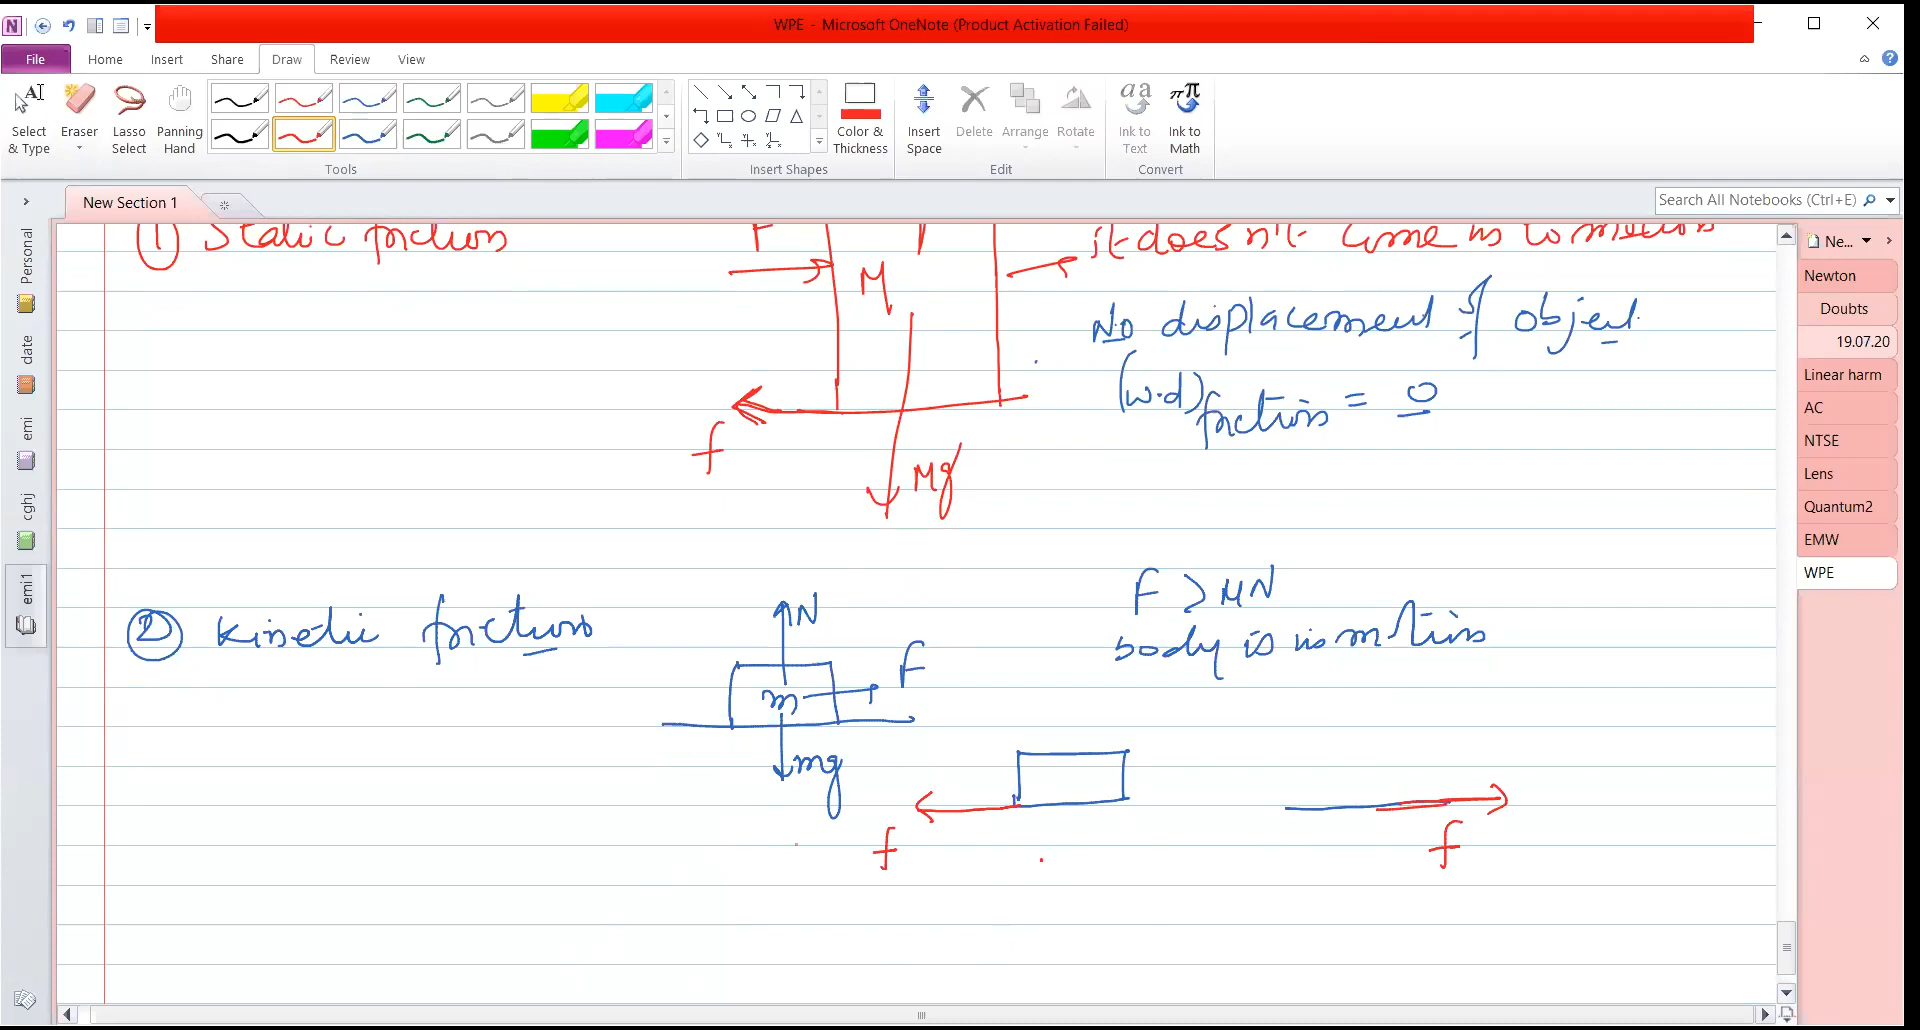 WPE - Microsoft OneNote (Product Activation Failed)
File Home Insert Share Draw Review View
Select & Type
Eraser
Lasso Select
Panning Hand
Color & Thickness
Insert Space
Delete
Arrange
Rotate
Ink to Text
Ink to Math
Tools
Insert Shapes
Edit
Convert
New Section 1
Search All Notebooks (Ctrl+E)
Personal
date
emi
cghj
emi1
Ne...
Newton
Doubts
19.07.20
Linear harm
AC
NTSE
Lens
Quantum2
EMW
WPE
① Static friction
F
M
it doesn't come in to motion
No displacement of object.
(w.d)friction = 0
f
Mg
② Kinetic friction
N
F
m
mg
F > μN
body is in motion
f
f